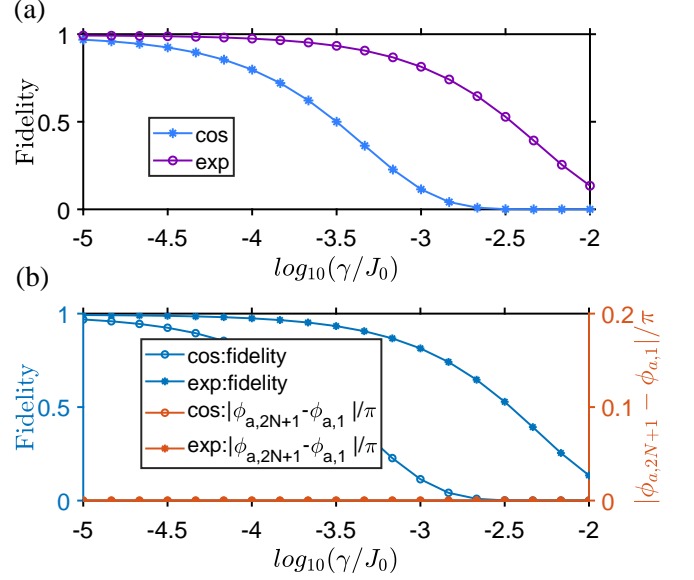 (a)
1
0.5
0
Fidelity
cos
exp
-5 -4.5 -4 -3.5 -3 -2.5 -2
log₁₀(γ/J₀)
(b)
1
0.5
0
Fidelity
cos:fidelity
exp:fidelity
cos:|ϕa,2N+1-ϕa,1 |/π
exp:|ϕa,2N+1-ϕa,1 |/π
0.2
0.1
0
|ϕa,2N+1 − ϕa,1|/π
-5 -4.5 -4 -3.5 -3 -2.5 -2
log₁₀(γ/J₀)